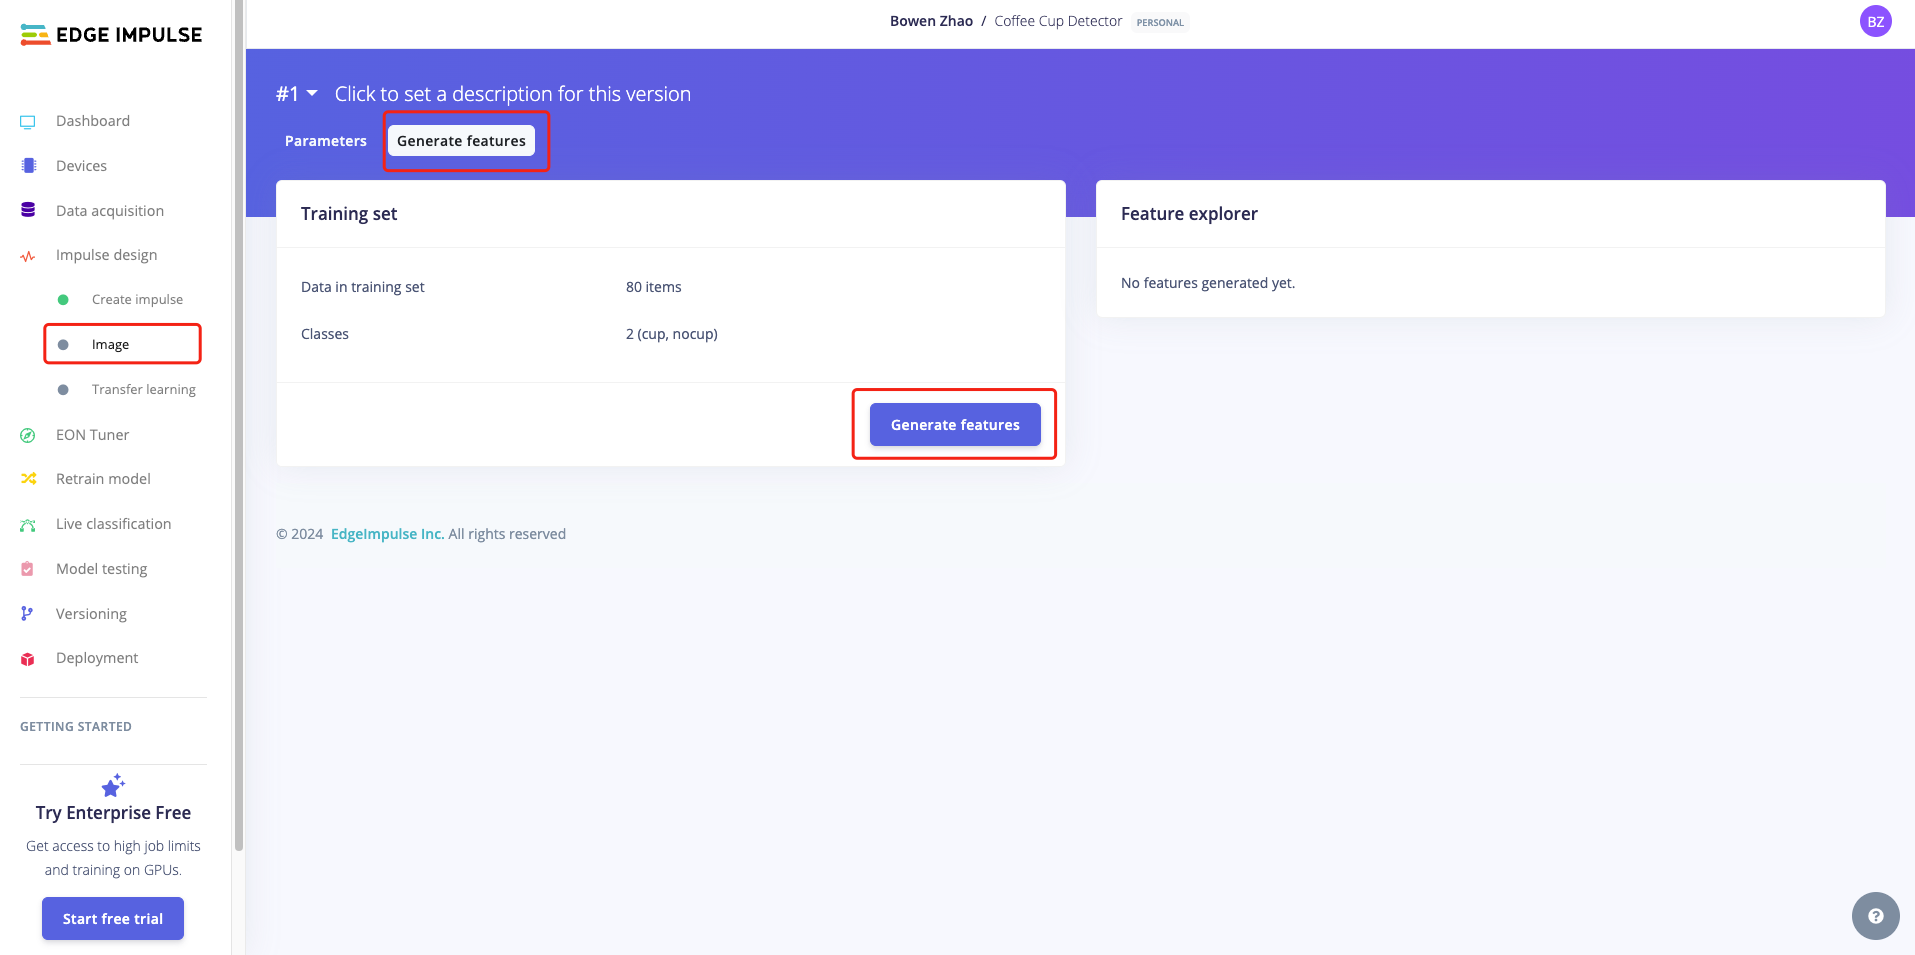 EDGE IMPULSE
Bowen Zhao / Coffee Cup Detector PERSONAL
BZ
Dashboard
Devices
Data acquisition
Impulse design
Create impulse
Image
Transfer learning
EON Tuner
Retrain model
Live classification
Model testing
Versioning
Deployment
GETTING STARTED
Try Enterprise Free
Get access to high job limits
and training on GPUs.
Start free trial
#1 Click to set a description for this version
Parameters Generate features
Training set
Data in training set 80 items
Classes 2 (cup, nocup)
Generate features
Feature explorer
No features generated yet.
© 2024 EdgeImpulse Inc. All rights reserved
?